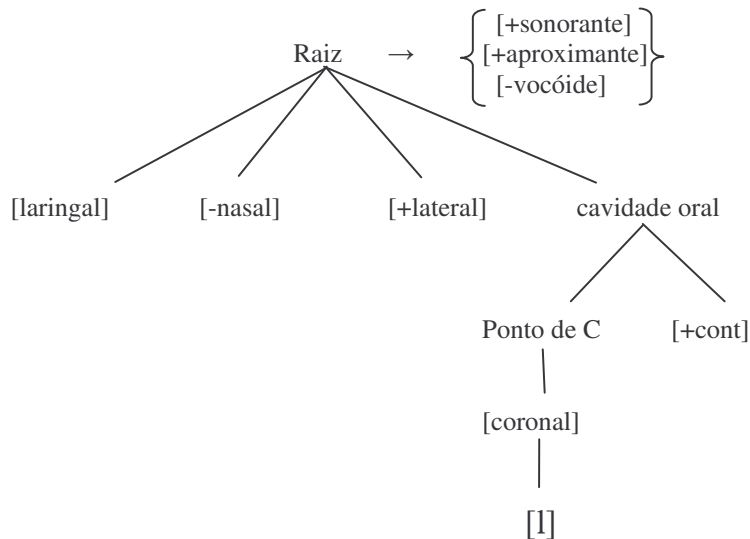 [+sonorante]
Raiz → [+aproximante]
[-vocóide]
[laringal] [-nasal] [+lateral] cavidade oral
Ponto de C [+cont]
[coronal]
[l]